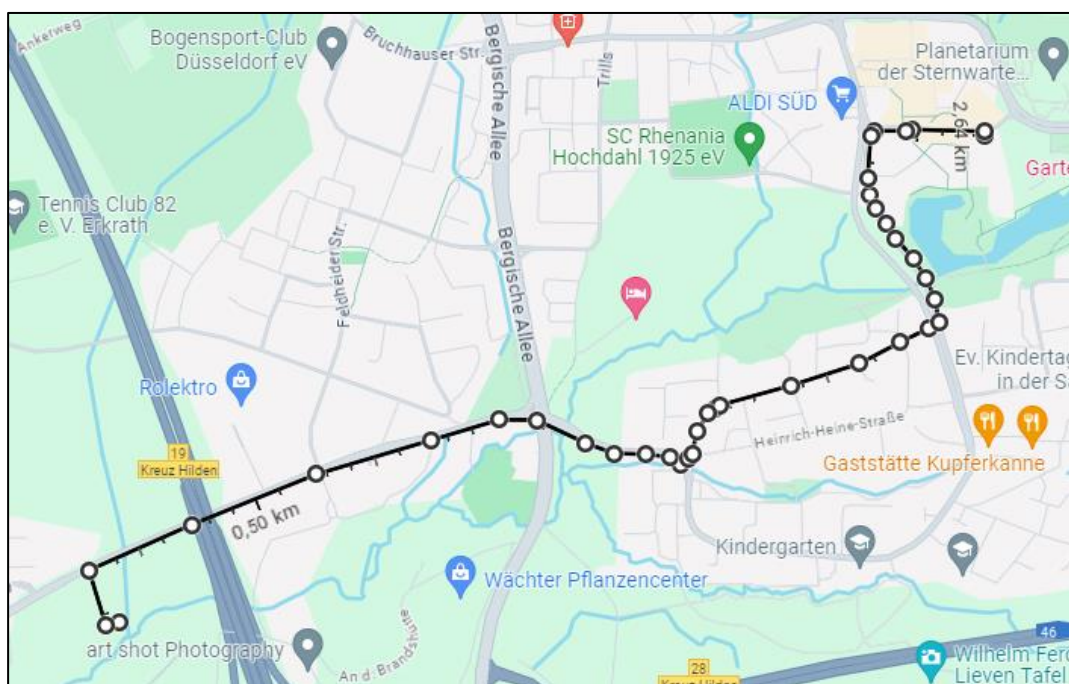 Ankerweg
Bogensport-Club
Düsseldorf eV
Bruchhauser Str.
Bergische Allee
Trills
Planetarium
der Sternwarte...
ALDI SÜD
2,64 km
SC Rhenania
Hochdahl 1925 eV
Garte
Tennis Club 82
e. V. Erkrath
Feldheider Str.
Bergische Allee
Rolektro
Ev. Kinderta
in der S
Heinrich-Heine-Straße
19
Kreuz Hilden
Gaststätte Kupferkanne
0,50 km
Kindergarten
Wächter Pflanzencenter
art shot Photography
An d. Brandshütte
46
Wilhelm Ferd
Lieven Tafel
28
Kreuz Hilden